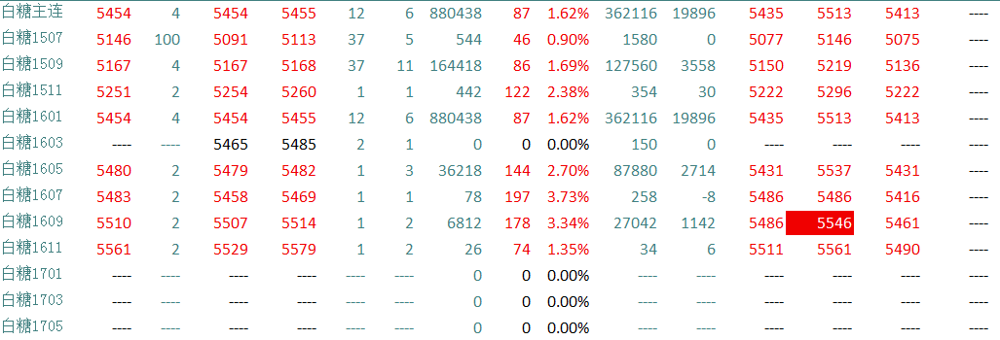 白糖主连 5454 4 5454 5455 12 6 880438 87 1.62% 362116 19896 5435 5513 5413 ----
白糖1507 5146 100 5091 5113 37 5 544 46 0.90% 1580 0 5077 5146 5075 ----
白糖1509 5167 4 5167 5168 37 11 164418 86 1.69% 127560 3558 5150 5219 5136 ----
白糖1511 5251 2 5254 5260 1 1 442 122 2.38% 354 30 5222 5296 5222 ----
白糖1601 5454 4 5454 5455 12 6 880438 87 1.62% 362116 19896 5435 5513 5413 ----
白糖1603 ---- ---- 5465 5485 2 1 0 0 0.00% 150 0 ---- ---- ---- ----
白糖1605 5480 2 5479 5482 1 3 36218 144 2.70% 87880 2714 5431 5537 5431 ----
白糖1607 5483 2 5458 5469 1 1 78 197 3.73% 258 -8 5486 5486 5416 ----
白糖1609 5510 2 5507 5514 1 2 6812 178 3.34% 27042 1142 5486 5546 5461 ----
白糖1611 5561 2 5529 5579 1 2 26 74 1.35% 34 6 5511 5561 5490 ----
白糖1701 ---- ---- ---- ---- ---- ---- 0 0 0.00% ---- ---- ---- ---- ---- ----
白糖1703 ---- ---- ---- ---- ---- ---- 0 0 0.00% ---- ---- ---- ---- ---- ----
白糖1705 ---- ---- ---- ---- ---- ---- 0 0 0.00% ---- ---- ---- ---- ---- ----